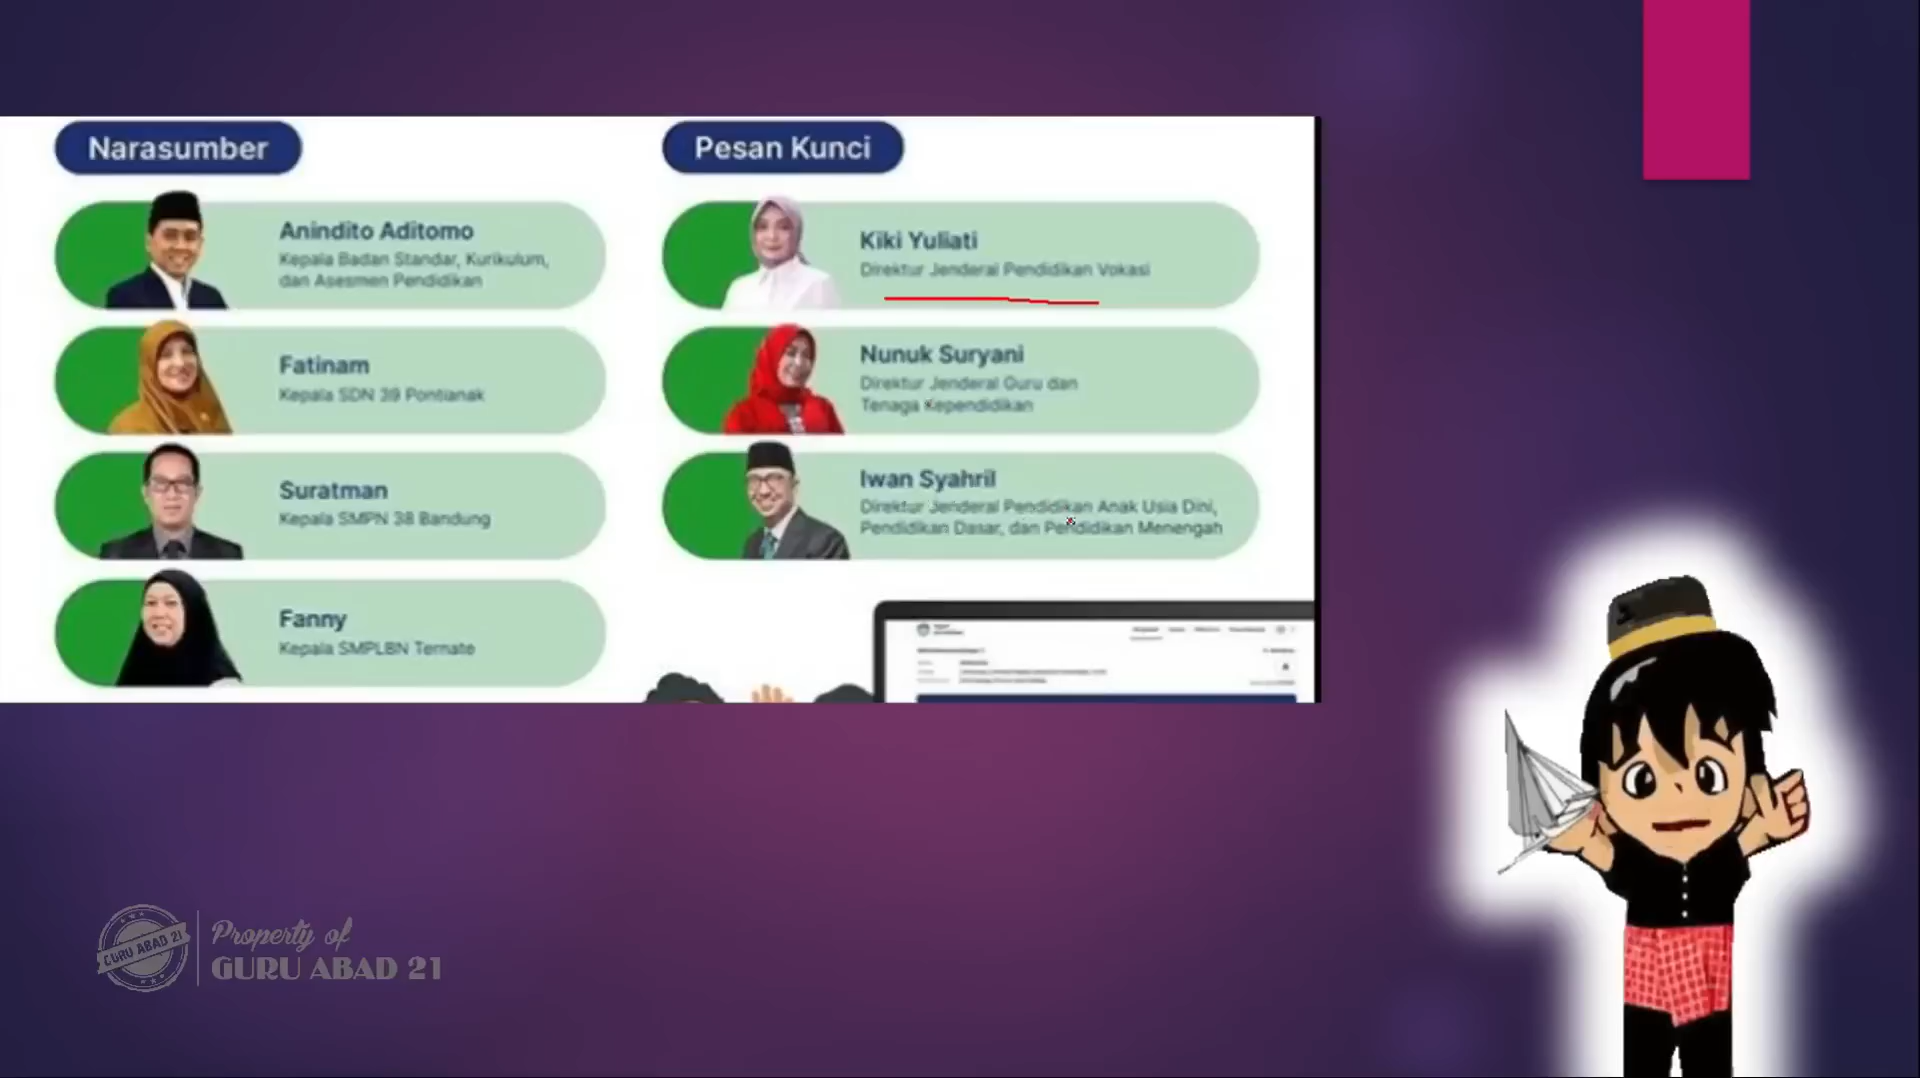 Narasumber
Anindito Aditomo
Kepala Badan Standar, Kurikulum,
dan Asesmen Pendidikan
Fatinam
Kepala SDN 39 Pontianak
Suratman
Kepala SMPN 38 Bandung
Fanny
Kepala SMPLBN Ternate
Pesan Kunci
Kiki Yuliati
Direktur Jenderal Pendidikan Vokasi
Nunuk Suryani
Direktur Jenderal Guru dan
Tenaga Kependidikan
Iwan Syahril
Direktur Jenderal Pendidikan Anak Usia Dini,
Pendidikan Dasar, dan Pendidikan Menengah
GURU ABAD 21
Property of
GURU ABAD 21